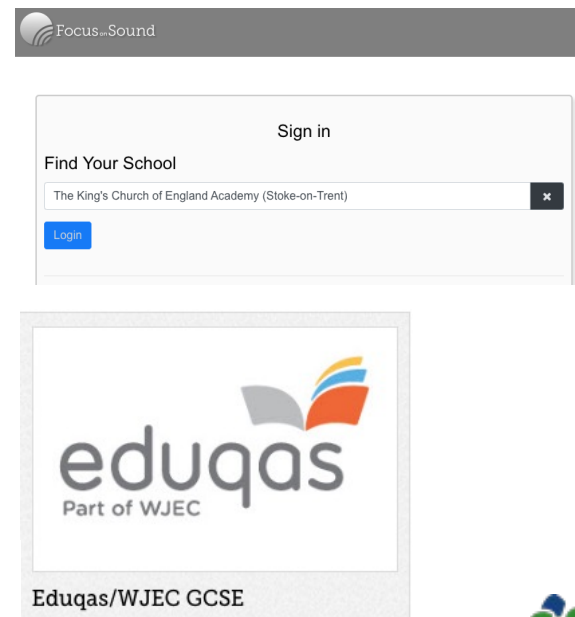 Focus on Sound
Sign in
Find Your School
The King's Church of England Academy (Stoke-on-Trent)
Login
eduqas
Part of WJEC
Eduqas/WJEC GCSE